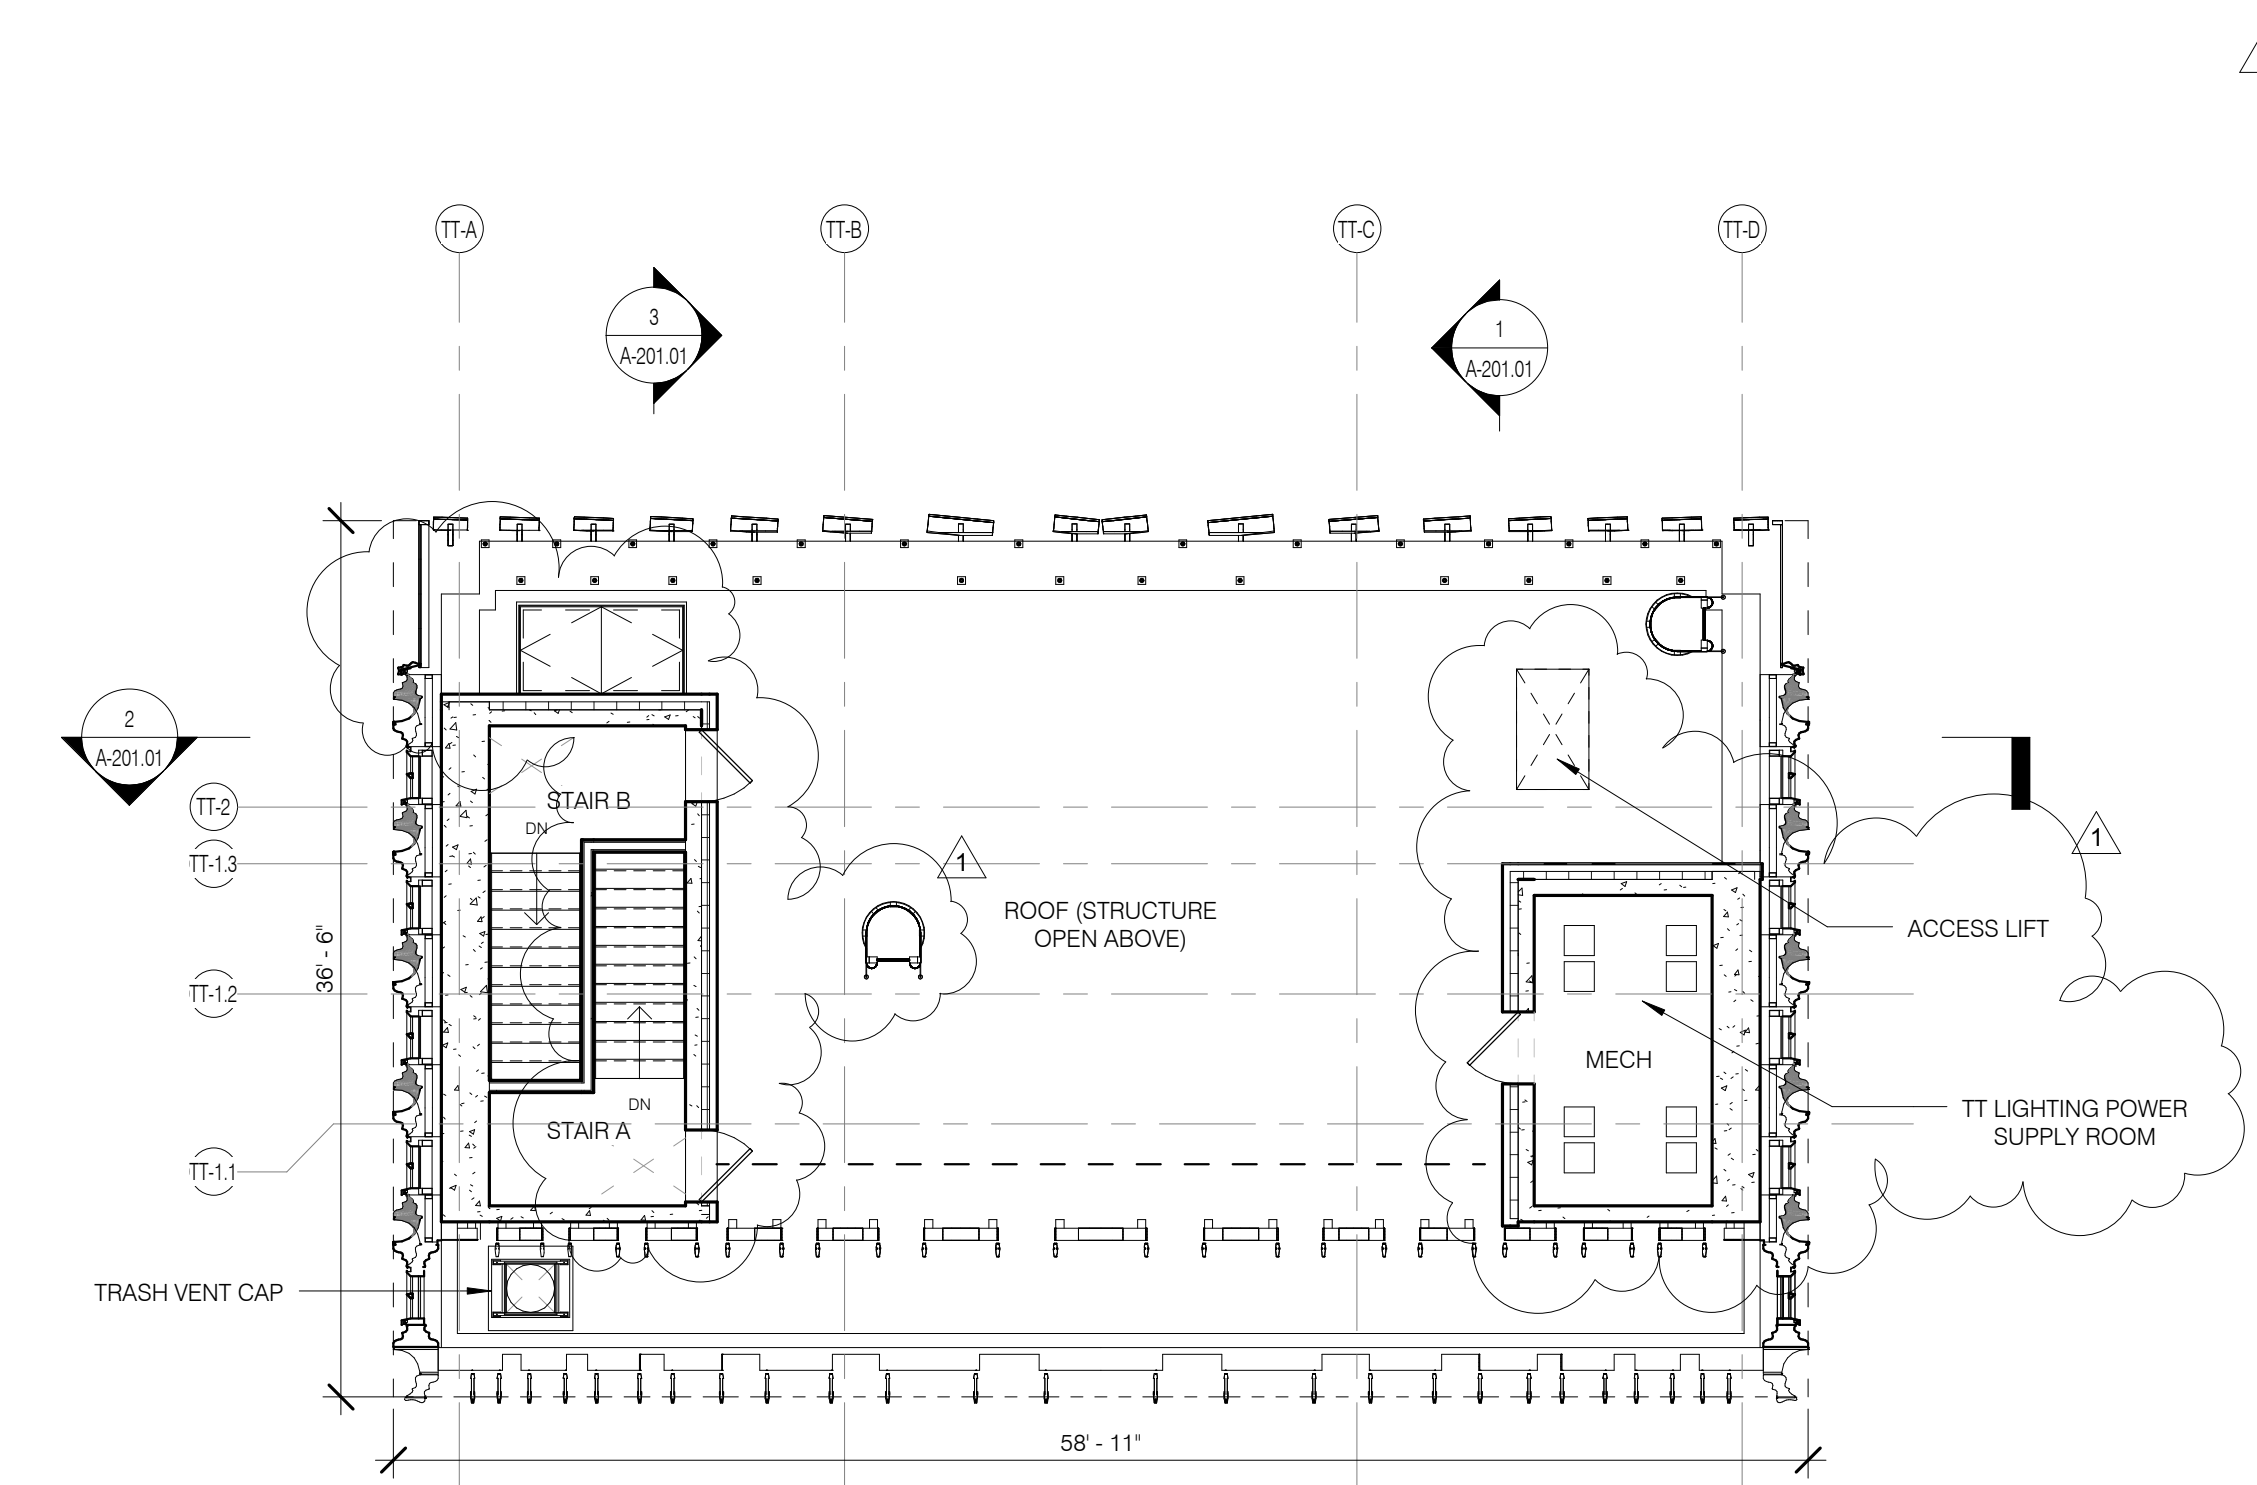 TT-A
TT-B
TT-C
TT-D
3
A-201.01
1
A-201.01
2
A-201.01
TT-2
STAIR B
DN
TT-1.3
1
1
ROOF (STRUCTURE
OPEN ABOVE)
ACCESS LIFT
36' - 6"
TT-1.2
MECH
DN
TT LIGHTING POWER
SUPPLY ROOM
STAIR A
TT-1.1
TRASH VENT CAP
58' - 11"